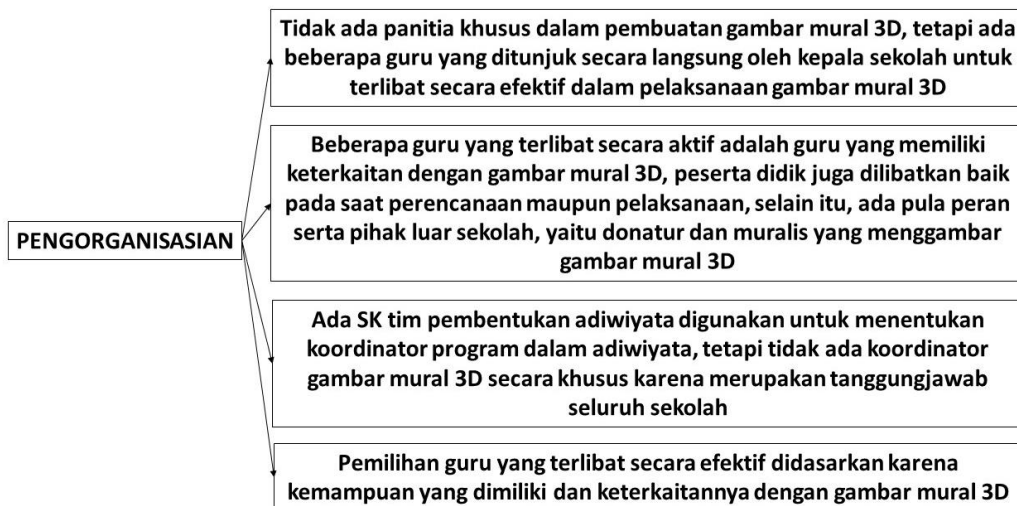 Tidak ada panitia khusus dalam pembuatan gambar mural 3D, tetapi ada
beberapa guru yang ditunjuk secara langsung oleh kepala sekolah untuk
terlibat secara efektif dalam pelaksanaan gambar mural 3D
Beberapa guru yang terlibat secara aktif adalah guru yang memiliki
keterkaitan dengan gambar mural 3D, peserta didik juga dilibatkan baik
pada saat perencanaan maupun pelaksanaan, selain itu, ada pula peran
serta pihak luar sekolah, yaitu donatur dan muralis yang menggambar
gambar mural 3D
PENGORGANISASIAN
Ada SK tim pembentukan adiwiyata digunakan untuk menentukan
koordinator program dalam adiwiyata, tetapi tidak ada koordinator
gambar mural 3D secara khusus karena merupakan tanggungjawab
seluruh sekolah
Pemilihan guru yang terlibat secara efektif didasarkan karena
kemampuan yang dimiliki dan keterkaitannya dengan gambar mural 3D